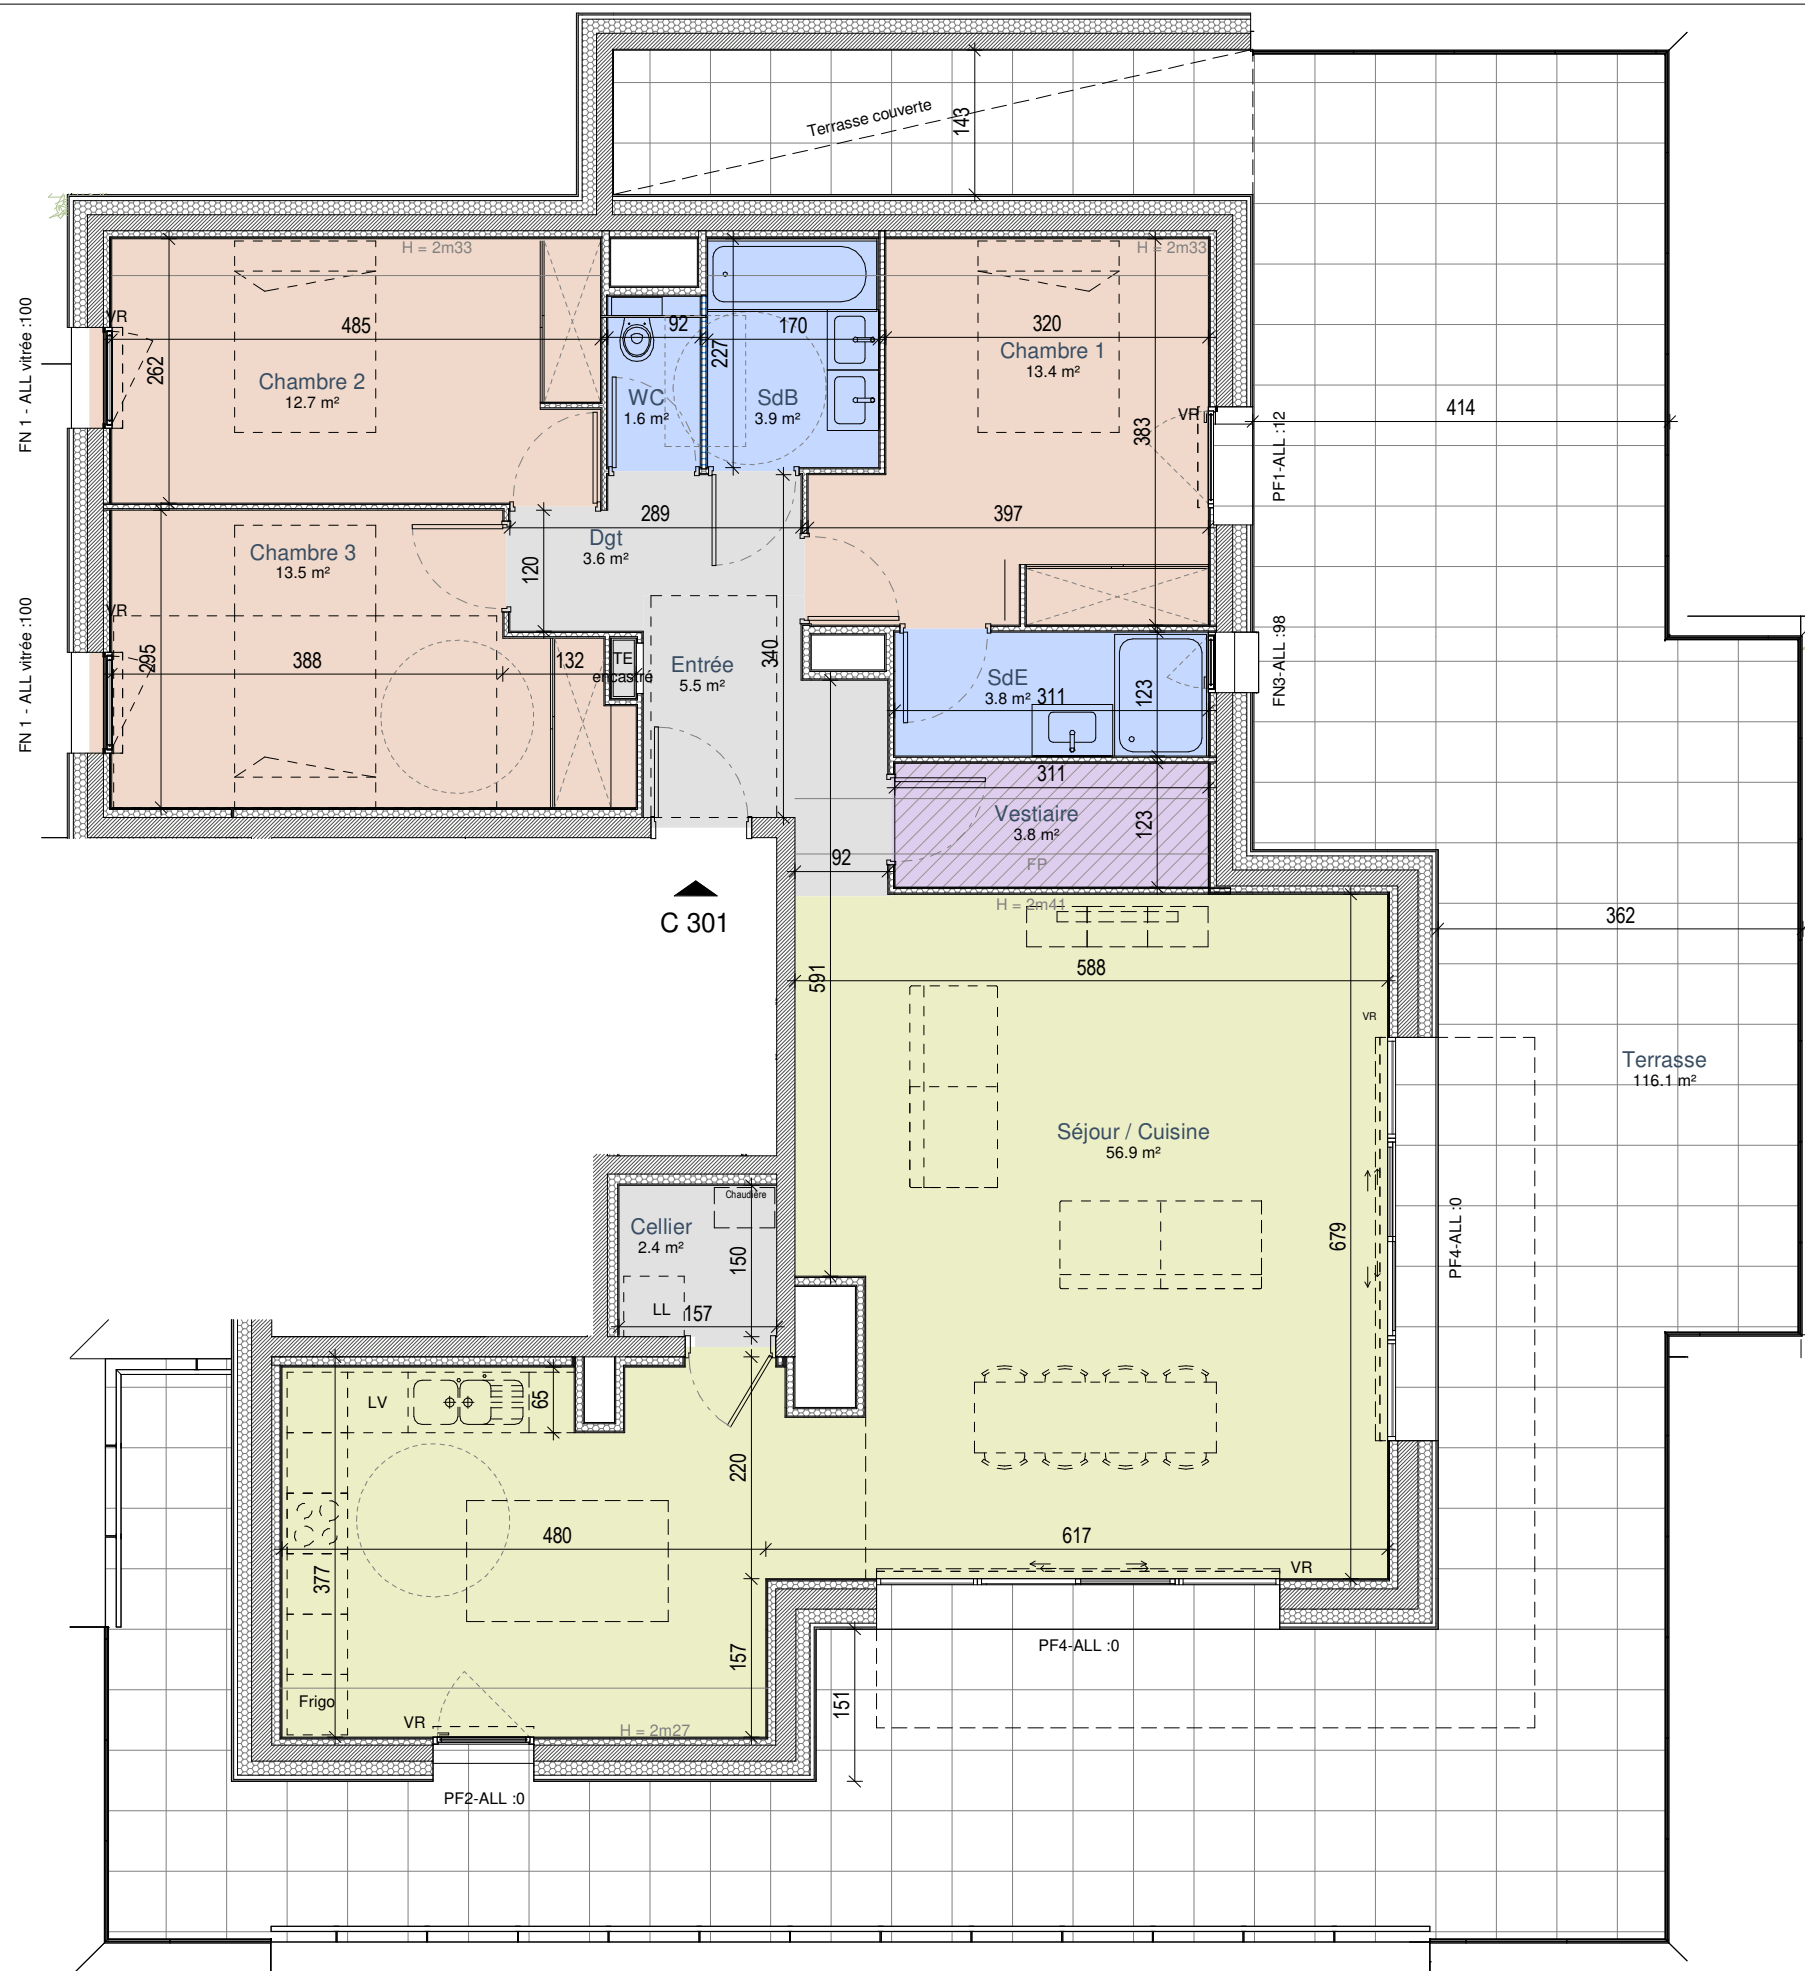 Terrasse couverte
143
H = 2m33
H = 2m33
FN 1 - ALL vitrée :100
VR
485
92
170
320
262
227
Chambre 2
12.7 m²
WC
1.6 m²
SdB
3.9 m²
Chambre 1
13.4 m²
VR
383
414
PF1-ALL :12
289
397
Dgt
3.6 m²
120
Chambre 3
13.5 m²
VR
FN 1 - ALL vitrée :100
295
388
132
TE
encastré
Entrée
5.5 m²
340
SdE
3.8 m²
311
123
FN3-ALL :98
311
Vestiaire
3.8 m²
123
FP
92
C 301
H = 2m41
362
588
591
VR
Terrasse
116.1 m²
Séjour / Cuisine
56.9 m²
679
PF4-ALL :0
Chaudière
Cellier
2.4 m²
150
LL
157
LV
65
220
480
617
377
VR
157
PF4-ALL :0
151
Frigo
VR
H = 2m27
PF2-ALL :0